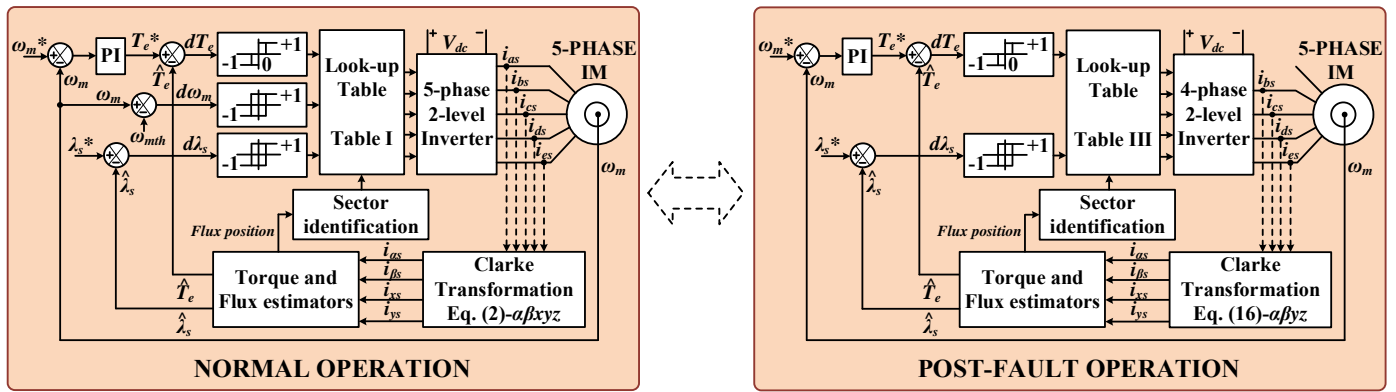 ωm* PI Te* dTe -1 0 +1
T̂e
ωm
ωm dωm -1 +1
ωmth
λs* dλs -1 +1
λ̂s
Look-up
Table
Table I
+ Vdc −
5-phase
2-level
Inverter
ias
ibs
ics
ids
ies
5-PHASE
IM
ωm
Sector
identification
Flux position
Torque and
Flux estimators
T̂e
λ̂s
iαs
iβs
ixs
iys
Clarke
Transformation
Eq. (2)-αβxyz
NORMAL OPERATION
ωm* PI Te* dTe -1 0 +1
T̂e
ωm
λs* dλs -1 +1
λ̂s
Look-up
Table
Table III
+ Vdc −
4-phase
2-level
Inverter
ibs
ics
ids
ies
5-PHASE
IM
ωm
Sector
identification
Flux position
Torque and
Flux estimators
T̂e
λ̂s
iαs
iβs
ixs
iys
Clarke
Transformation
Eq. (16)-αβyz
POST-FAULT OPERATION